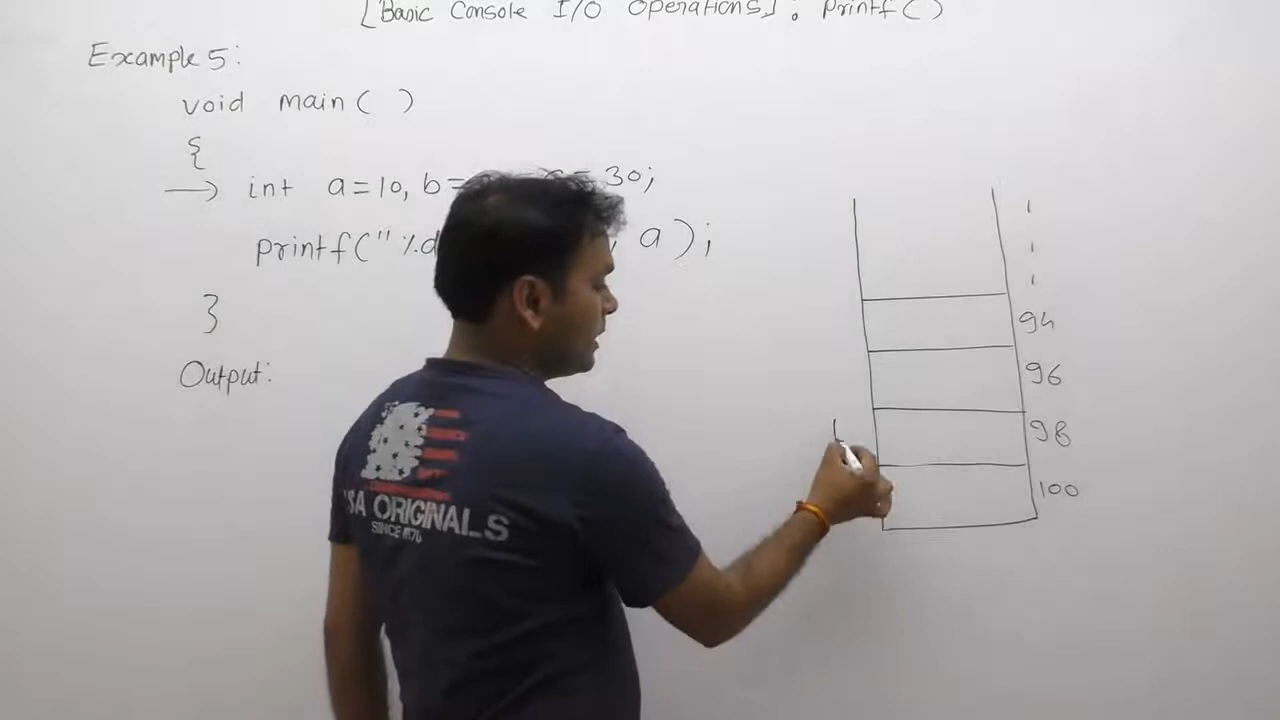 [Basic Console I/O Operations] : printf( )
Example 5:
void main( )
{
int a=10, b= =30;
printf(" %d , a );
}
Output:
94
96
98
100
USA ORIGINALS
SINCE 1876